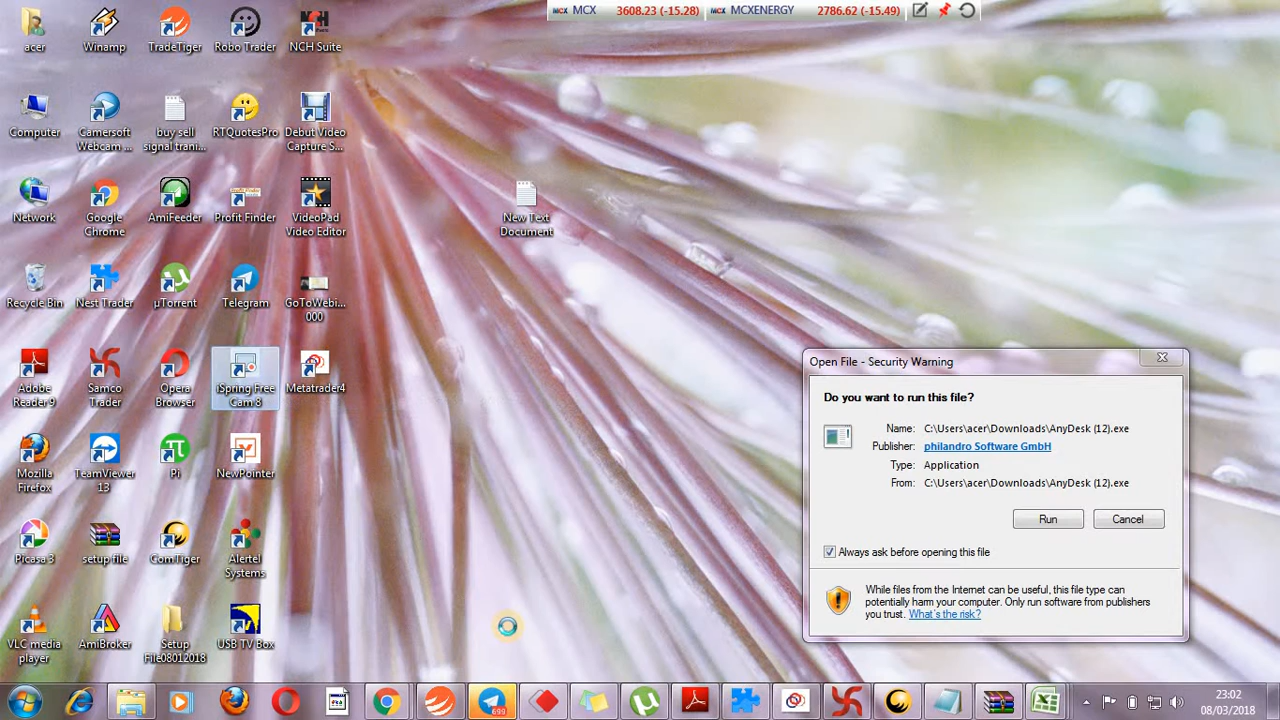 MCX MCX 3608.23 (-15.28) MCX MCXENERGY 2786.62 (-15.49)
acer
Winamp
TradeTiger
Robo Trader
NCH Suite
Computer
Camersoft
Webcam ...
buy sell
signal trani...
RTQuotesPro
Debut Video
Capture S...
Network
Google
Chrome
AmiFeeder
Profit Finder
VideoPad
Video Editor
New Text
Document
Recycle Bin
Nest Trader
µTorrent
Telegram
GoToWebi...
000
Adobe
Reader 9
Samco
Trader
Opera
Browser
iSpring Free
Cam 8
Metatrader4
Mozilla
Firefox
TeamViewer
13
Pi
NewPointer
Picasa 3
setup file
ComTiger
Alertel
Systems
VLC media
player
AmiBroker
Setup
File08012018
USB TV Box
Open File - Security Warning
Do you want to run this file?
Name: C:\Users\acer\Downloads\AnyDesk (12).exe
Publisher: philandro Software GmbH
Type: Application
From: C:\Users\acer\Downloads\AnyDesk (12).exe
Run Cancel
Always ask before opening this file
While files from the Internet can be useful, this file type can
potentially harm your computer. Only run software from publishers
you trust. What's the risk?
699
23:02
08/03/2018